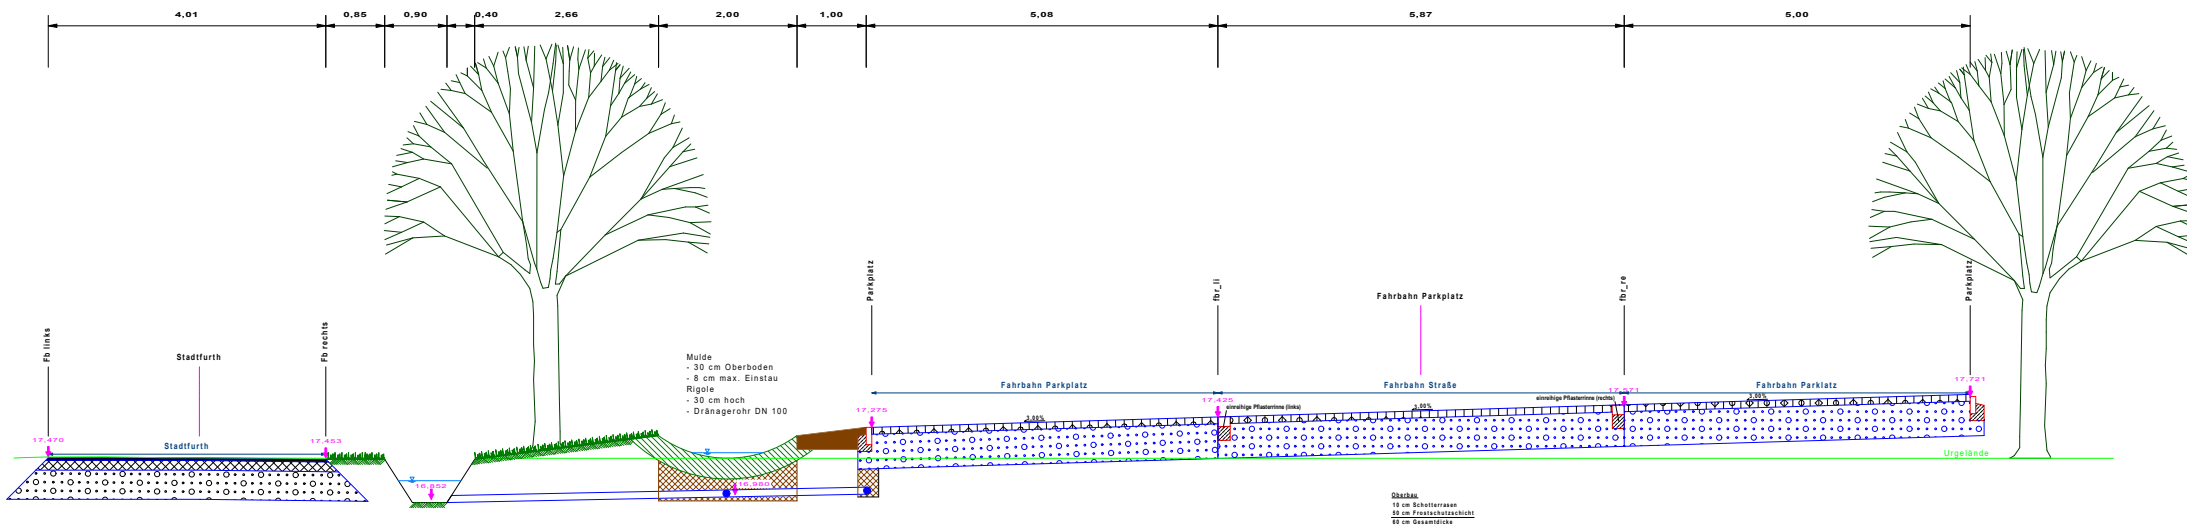 4,01 0,85 0,90 0,40 2,66 2,00 1,00 5,08 5,87 5,00
Parkplatz
fbr_li
fbr_re
Parkplatz
Fahrbahn Parkplatz
Fb links
Fb rechts
Stadtfurth
Mulde
- 30 cm Oberboden
- 8 cm max. Einstau
Rigole
- 30 cm hoch
- Dränagerohr DN 100
Fahrbahn Parkplatz Fahrbahn Straße Fahrbahn Parklatz
17,721
17,571
einreihige Pflasterrinne (rechts)
3,00%
17,425
einreihige Pflasterrinne (links)
3,00%
17,275
3,00%
17,470 Stadtfurth 17,453
Urgelände
16,852
16,980
Oberbau
10 cm Schotterrasen
50 cm Frostschutzschicht
60 cm Gesamtdicke